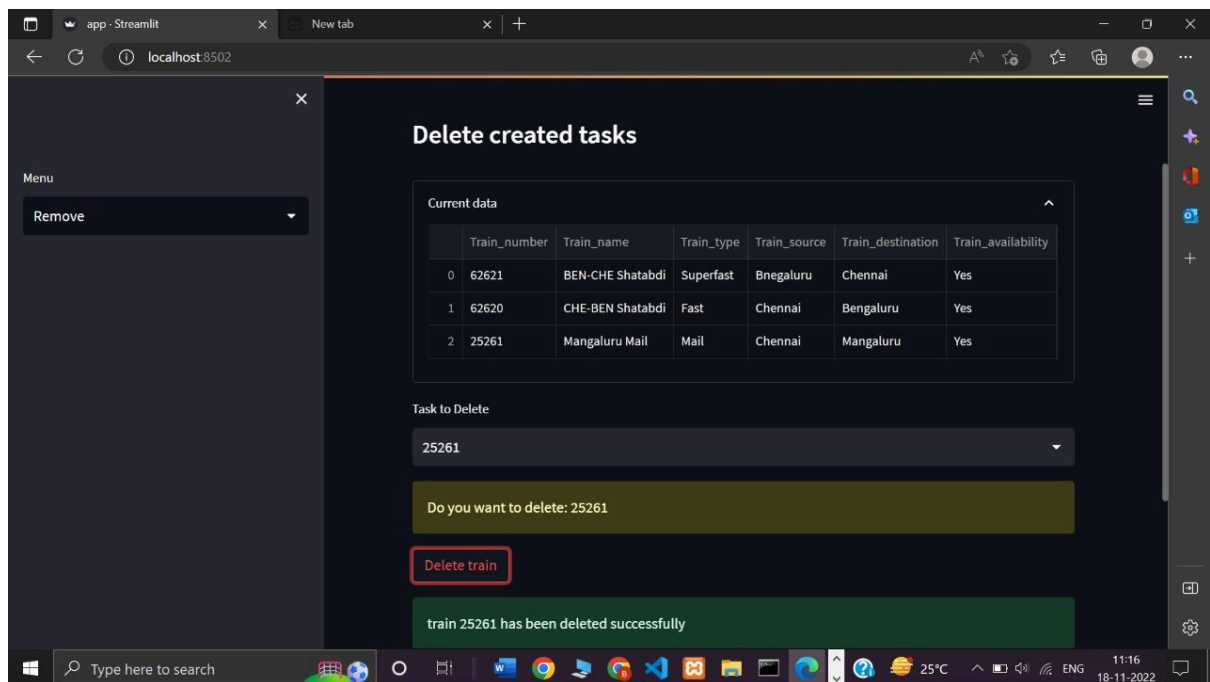 app · Streamlit
New tab
localhost:8502
Menu
Remove
Delete created tasks
Current data
Train_number Train_name Train_type Train_source Train_destination Train_availability
0 62621 BEN-CHE Shatabdi Superfast Bnegaluru Chennai Yes
1 62620 CHE-BEN Shatabdi Fast Chennai Bengaluru Yes
2 25261 Mangaluru Mail Mail Chennai Mangaluru Yes
Task to Delete
25261
Do you want to delete: 25261
Delete train
train 25261 has been deleted successfully
Type here to search
25°C
ENG
11:16
18-11-2022